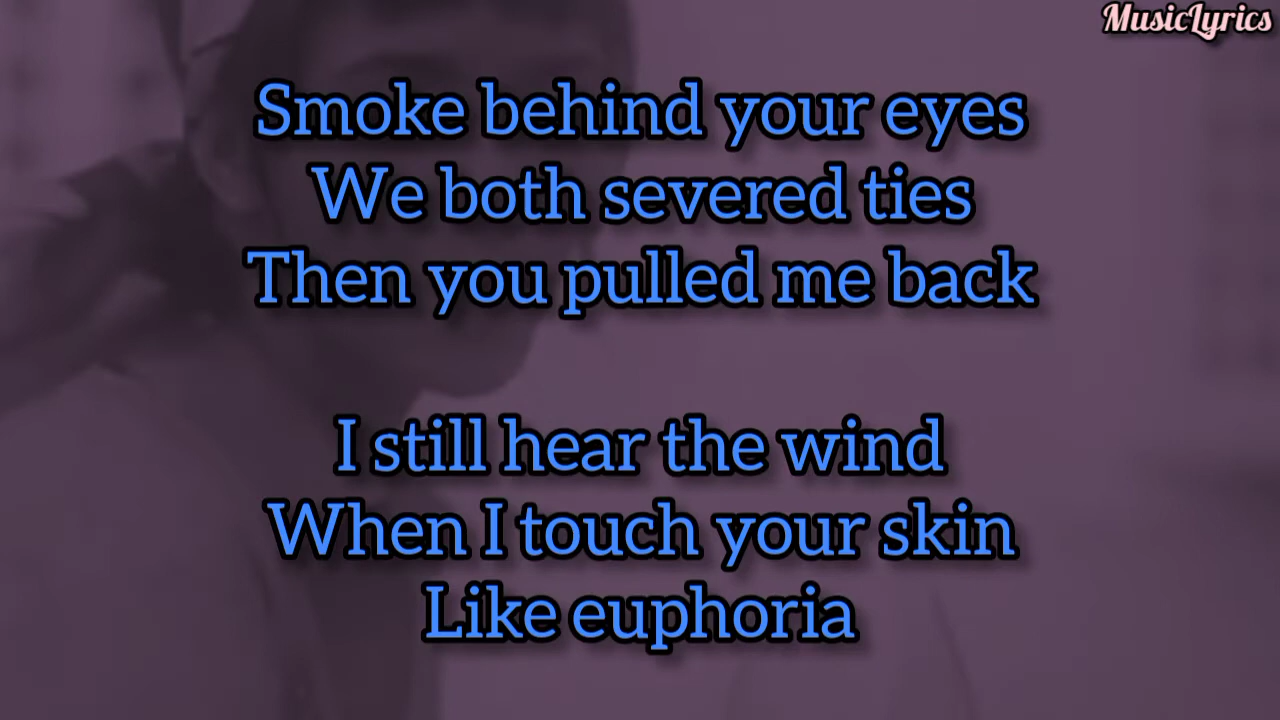 MusicLyrics
Smoke behind your eyes
We both severed ties
Then you pulled me back
I still hear the wind
When I touch your skin
Like euphoria